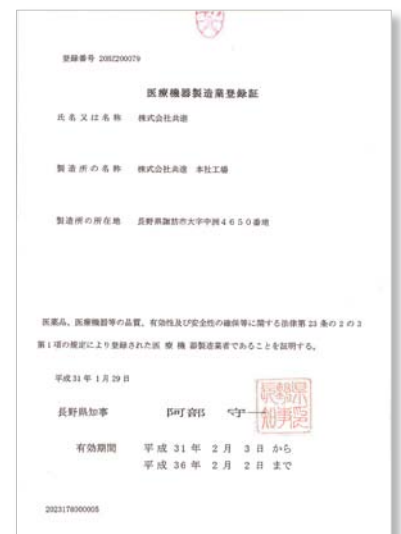 登録番号 20BZ200079
医療機器製造業登録証
氏名又は名称 株式会社共進
製造所の名称 株式会社共進 本社工場
製造所の所在地 長野県諏訪市大字中洲4650番地
医薬品、医療機器等の品質、有効性及び安全性の確保等に関する法律第23条の2の3
第1項の規定により登録された医 療 機 器製造業者であることを証明する。
平成31年 1月29日
長野県知事 阿部 守一
長野県
知事印
有効期間 平成 31 年 2 月 3 日 から
平成 36 年 2 月 2 日 まで
2023178000005